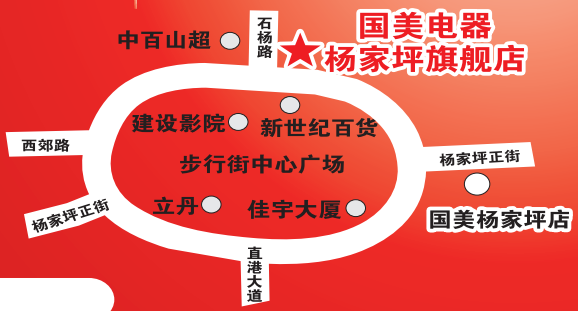 国美电器
杨家坪旗舰店
中百山超
石杨路
建设影院
新世纪百货
西郊路
步行街中心广场
杨家坪正街
杨家坪正街
立丹
佳宇大厦
国美杨家坪店
直港大道